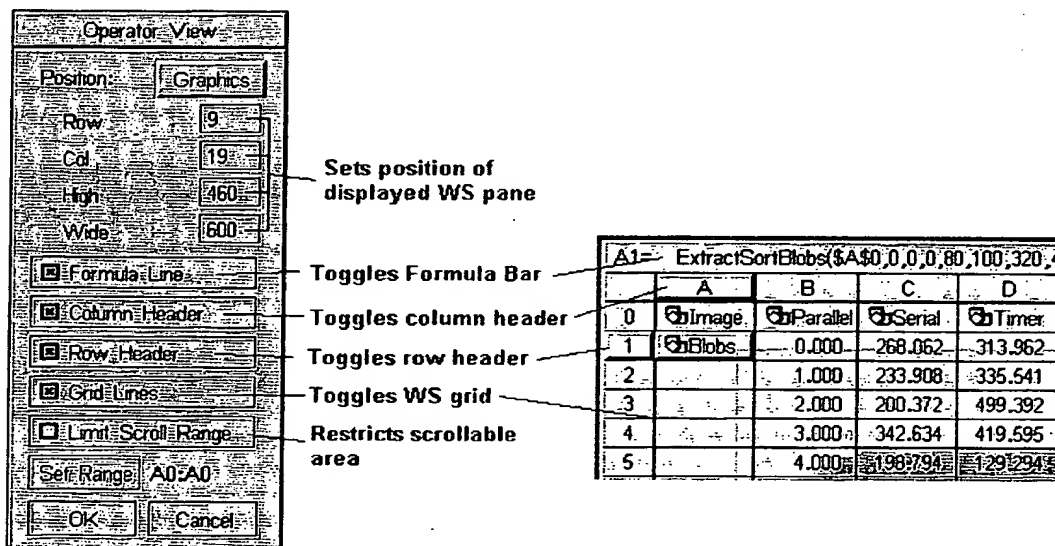 Operator View
Position: Graphics
Row 9
Col 19
High 460
Wide 600
Formula Line
Column Header
Row Header
Grid Lines
Limit Scroll Range
Range A0:A0
OK Cancel
Sets position of
displayed WS pane
Toggles Formula Bar
Toggles column header
Toggles row header
Toggles WS grid
Restricts scrollable
area
A1= ExtractSortBlobs($A$0,0,0,0,80,100,320,4
A B C D
0 Image Parallel Serial Timer
1 Blobs 0.000 268.062 313.962
2 1.000 233.908 335.541
3 2.000 200.372 499.392
4 3.000 342.634 419.595
5 4.000 198.794 129.294